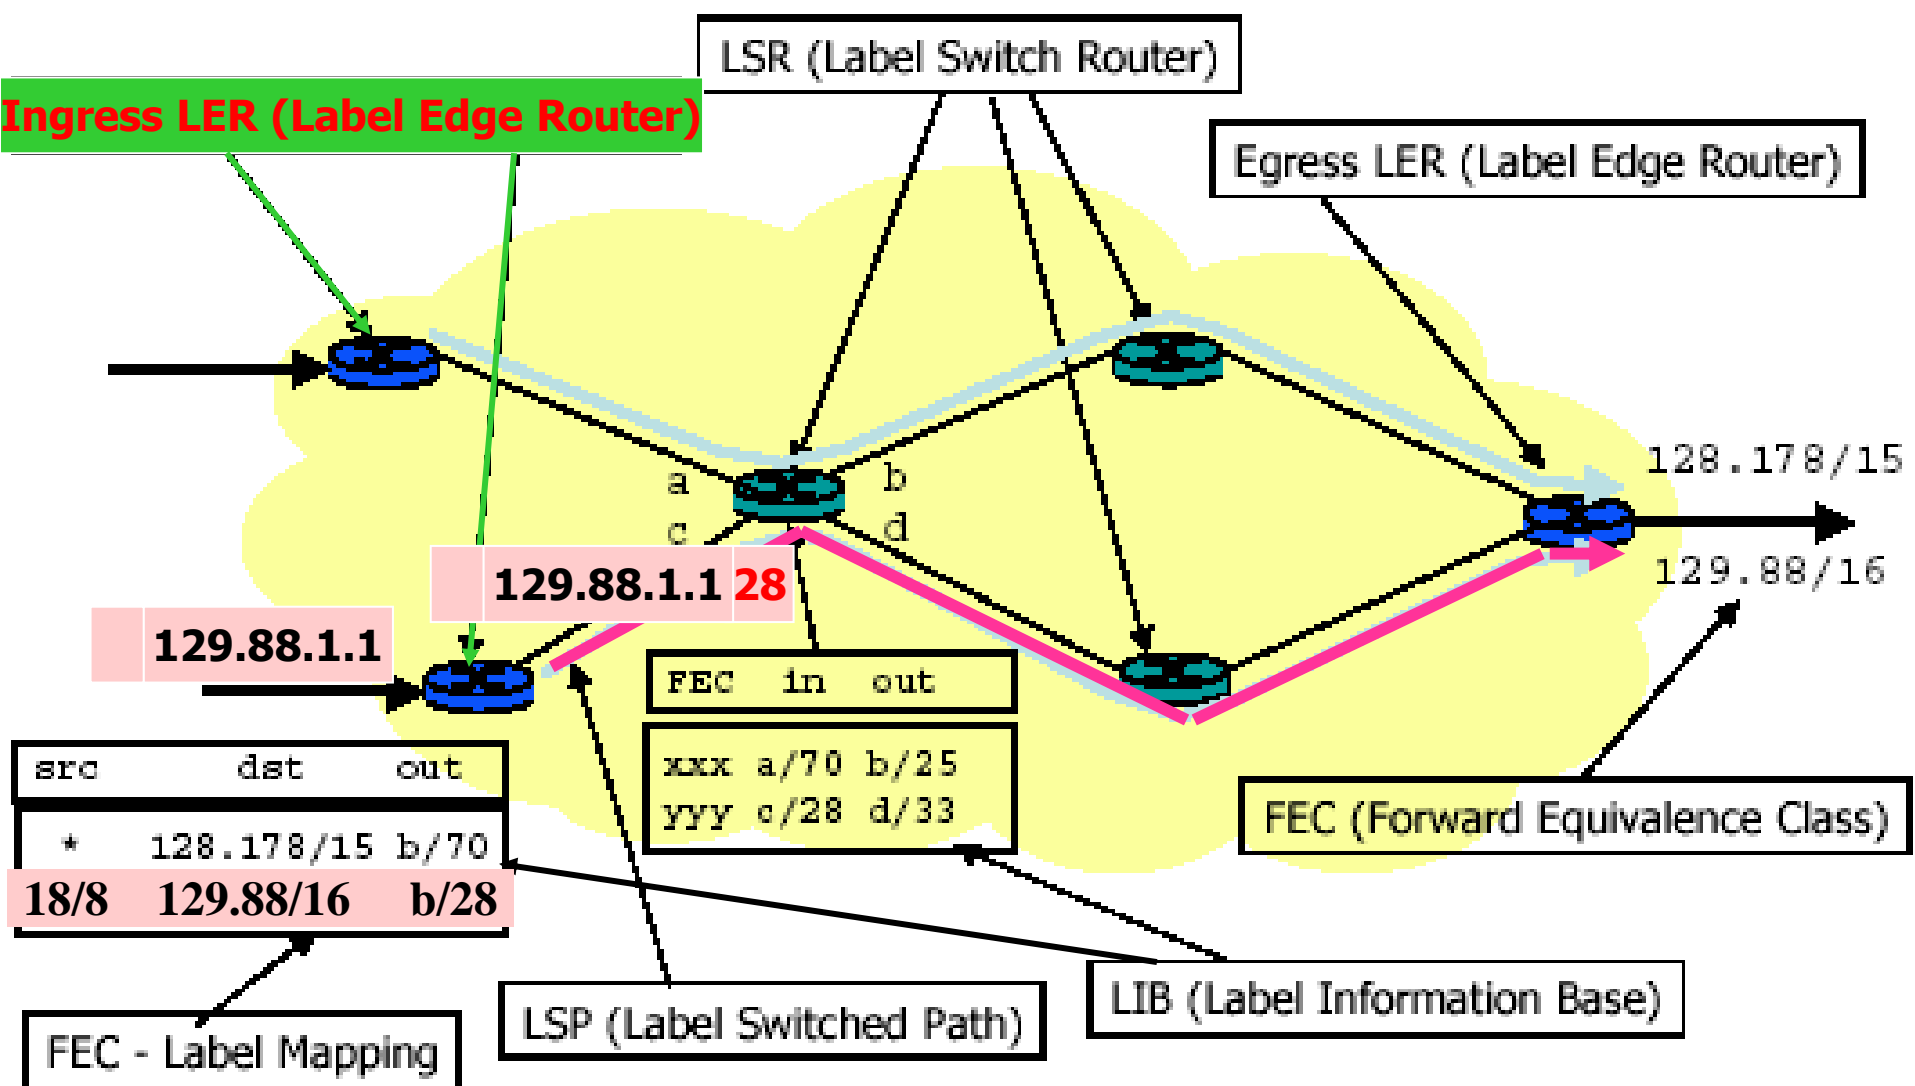 LSR (Label Switch Router)
Ingress LER (Label Edge Router)
Egress LER (Label Edge Router)
128.178/15
a
b
c
d
129.88/16
129.88.1.1 28
129.88.1.1
FEC in out
xxx a/70 b/25
yyy c/28 d/33
src dst out
* 128.178/15 b/70
18/8 129.88/16 b/28
FEC (Forward Equivalence Class)
LIB (Label Information Base)
LSP (Label Switched Path)
FEC - Label Mapping